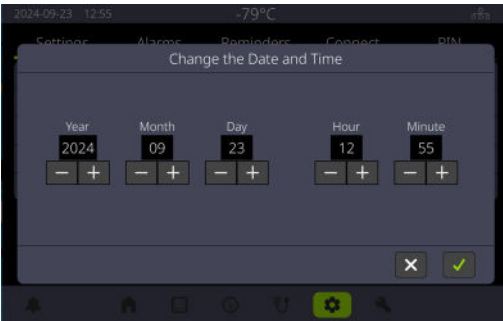 2024-09-23 12:55 -79°C
Settings Alarms Reminders Connect PIN
Change the Date and Time
Year Month Day Hour Minute
2024 09 23 12 55
− + − + − + − + − +